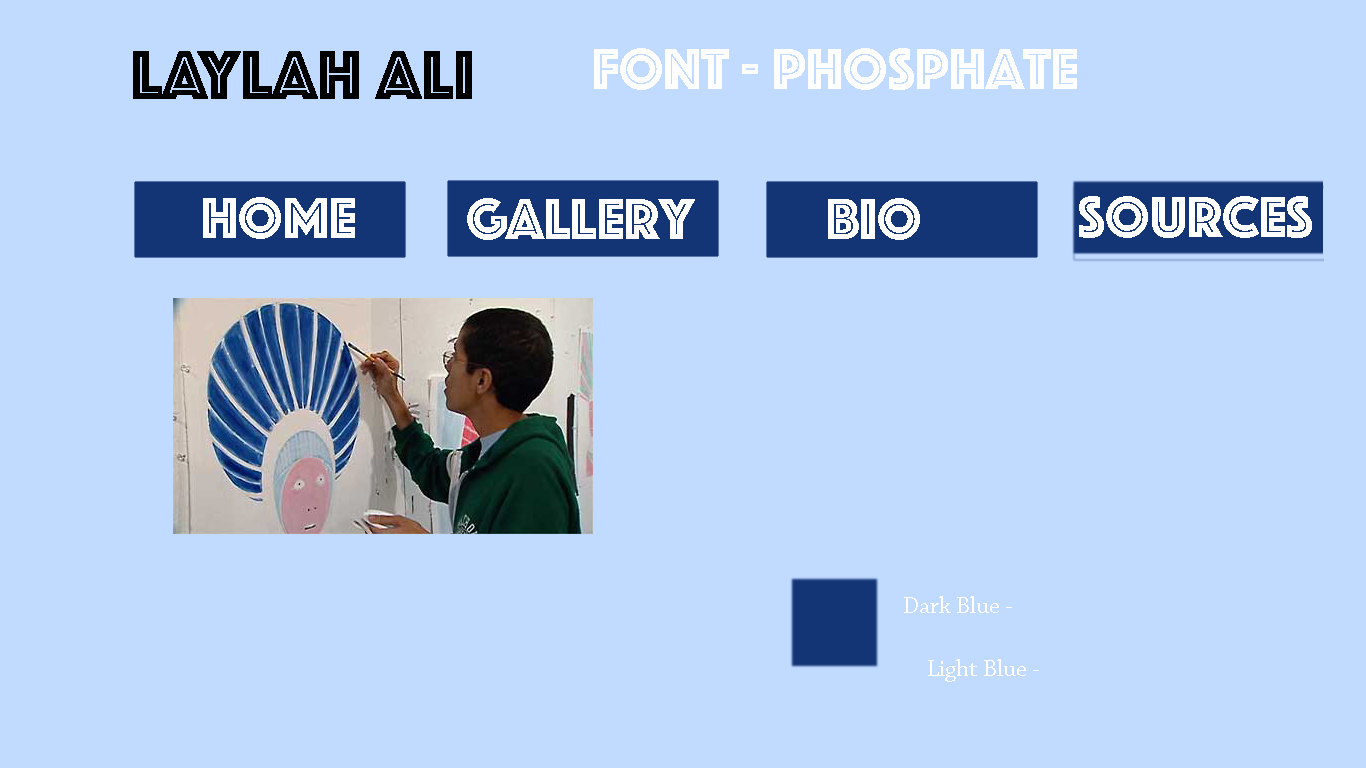 LAYLAH ALI
FONT - PHOSPHATE
HOME
GALLERY
BIO
SOURCES
Dark Blue -
Light Blue -